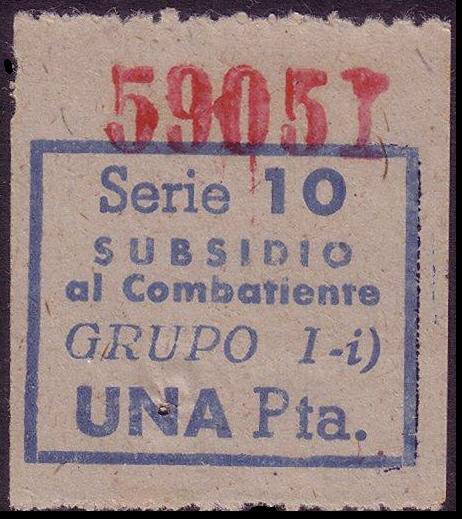 59051
Serie 10
SUBSIDIO
al Combatiente
GRUPO I-i)
UNA Pta.